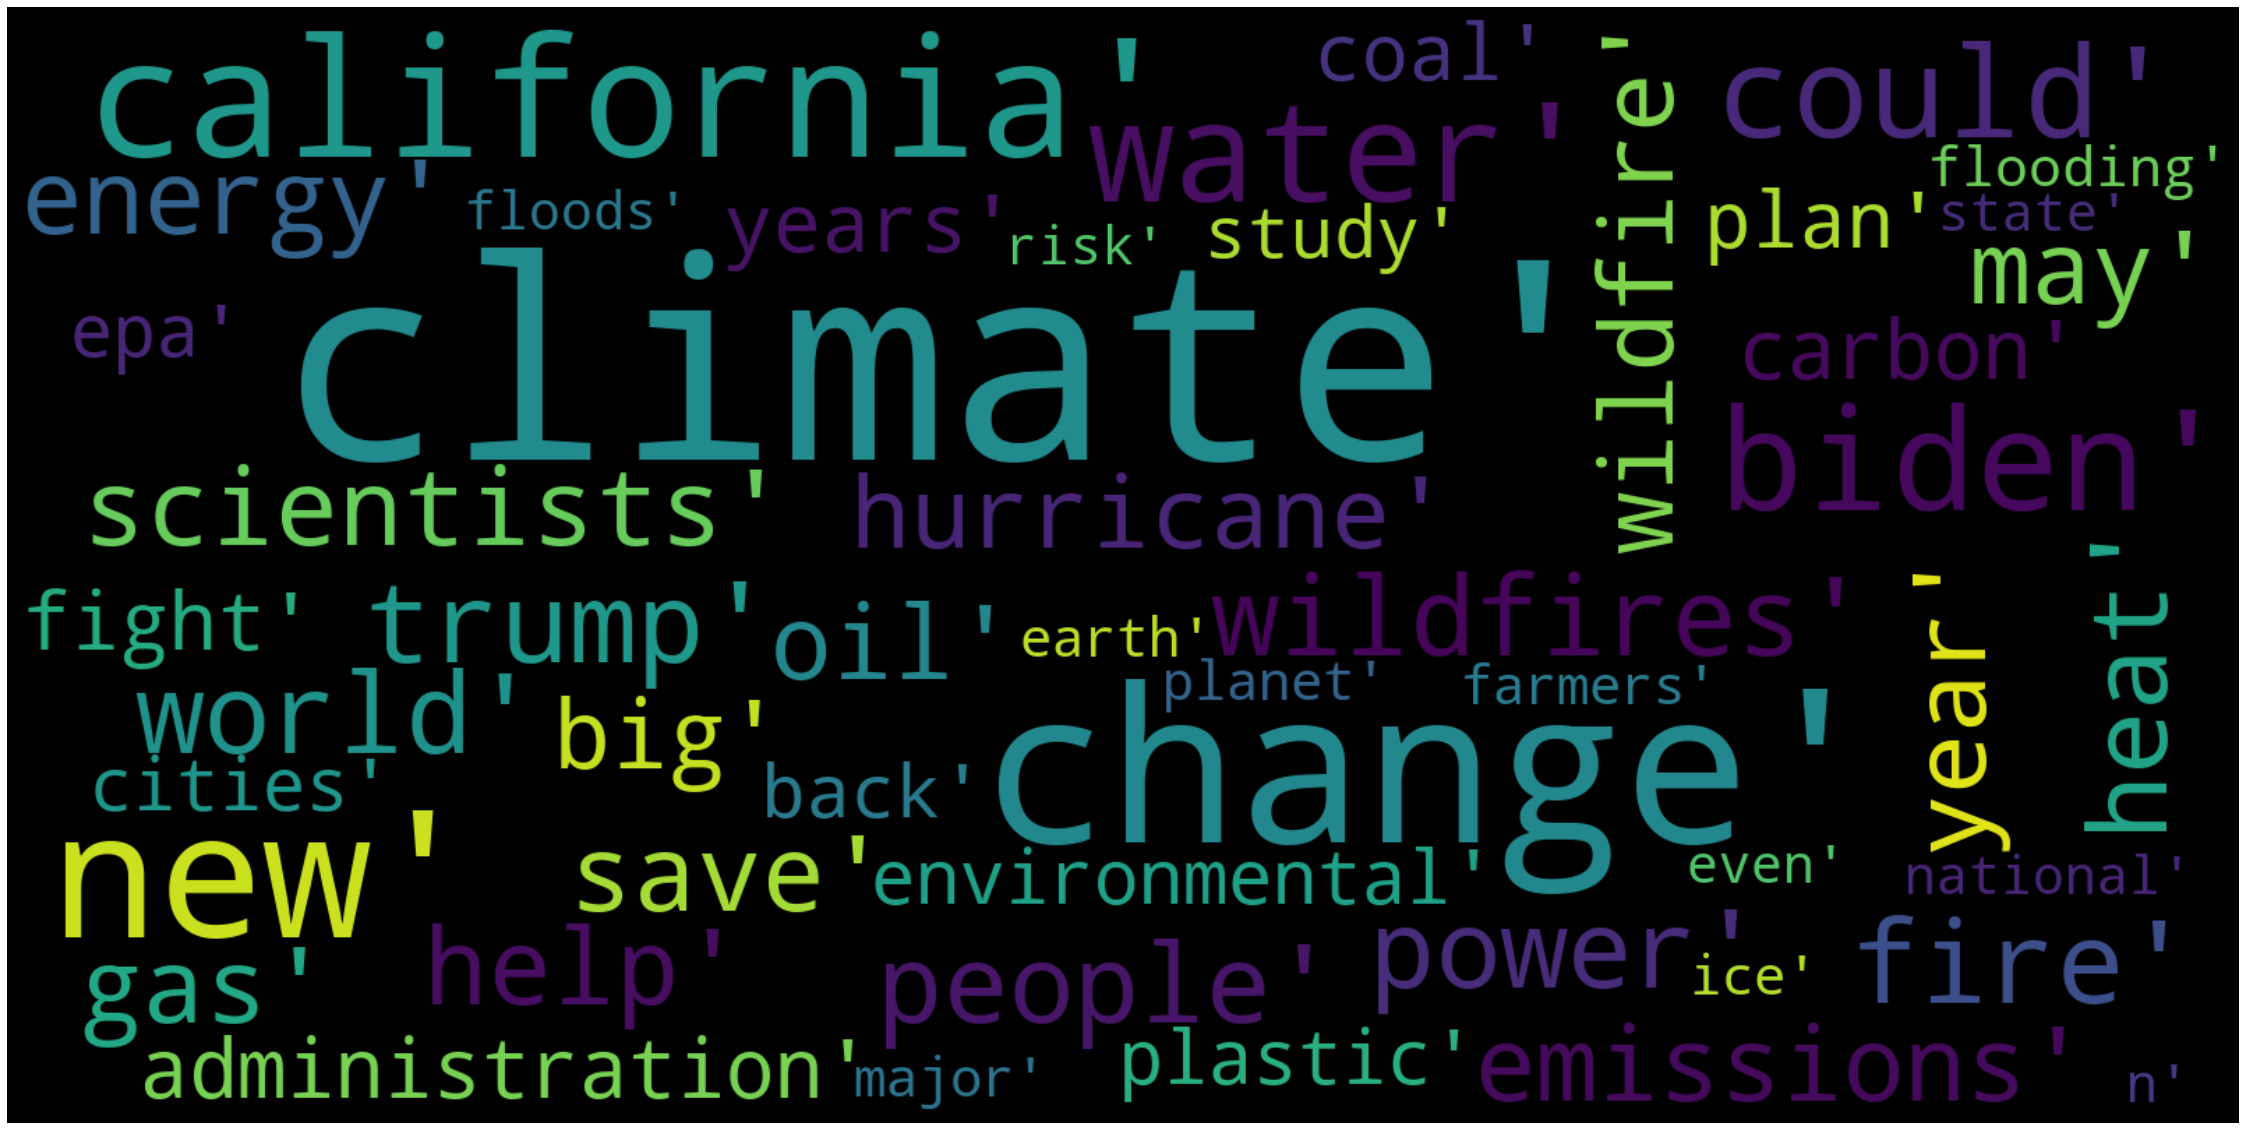 california'
coal'
wildfire'
could'
water'
flooding'
energy'
floods'
years'
risk'
study'
plan'
state'
may'
epa'
climate'
carbon'
biden'
scientists'
hurricane'
heat'
fight'
trump'
oil'
earth'
wildfires'
year'
world'
big'
planet'
farmers'
cities'
back'
change'
new'
save'
environmental'
even'
national'
gas'
help'
people'
power'
ice'
fire'
administration'
major'
plastic'
emissions'
n'